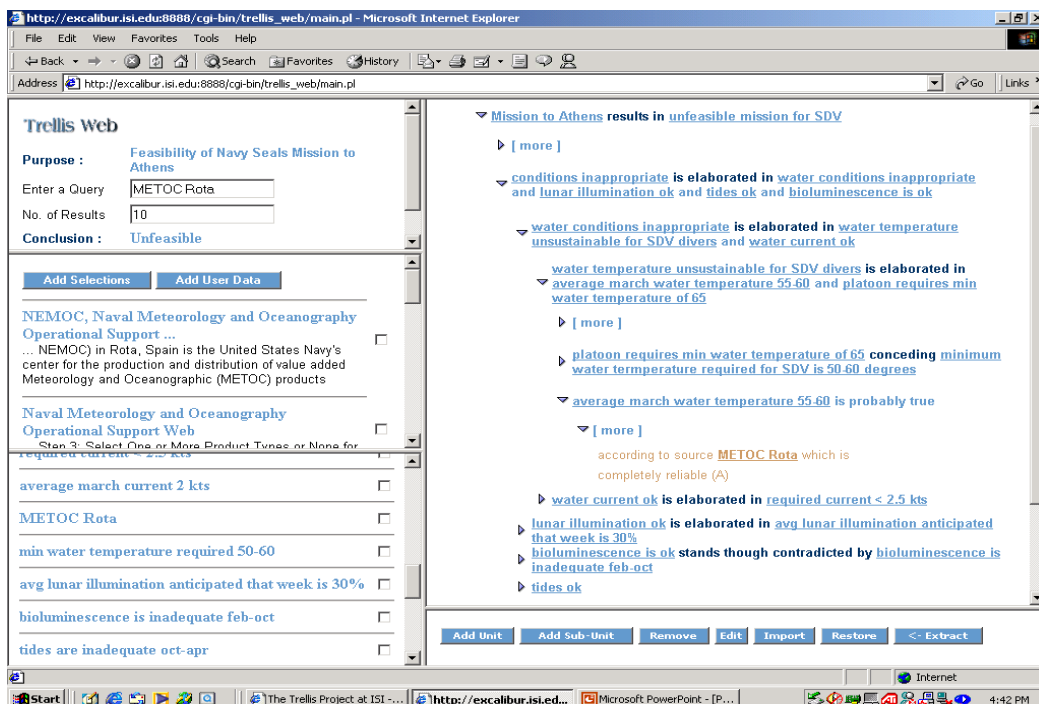 http://excalibur.isi.edu:8888/cgi-bin/trellis_web/main.pl - Microsoft Internet Explorer
File Edit View Favorites Tools Help
Back Search Favorites History
Address http://excalibur.isi.edu:8888/cgi-bin/trellis_web/main.pl Go Links
Trellis Web
Purpose : Feasibility of Navy Seals Mission to
Athens
Enter a Query METOC Rota
No. of Results 10
Conclusion : Unfeasible
Add Selections Add User Data
NEMOC, Naval Meteorology and Oceanography
Operational Support ...
... NEMOC) in Rota, Spain is the United States Navy's
center for the production and distribution of value added
Meteorology and Oceanographic (METOC) products
Naval Meteorology and Oceanography
Operational Support Web
Step 3: Select One or More Product Types or None for
required current < 2.5 kts
average march current 2 kts
METOC Rota
min water temperature required 50-60
avg lunar illumination anticipated that week is 30%
bioluminescence is inadequate feb-oct
tides are inadequate oct-apr
Mission to Athens results in unfeasible mission for SDV
[ more ]
conditions inappropriate is elaborated in water conditions inappropriate
and lunar illumination ok and tides ok and bioluminescence is ok
water conditions inappropriate is elaborated in water temperature
unsustainable for SDV divers and water current ok
water temperature unsustainable for SDV divers is elaborated in
average march water temperature 55-60 and platoon requires min
water temperature of 65
[ more ]
platoon requires min water temperature of 65 conceding minimum
water termperature required for SDV is 50-60 degrees
average march water temperature 55-60 is probably true
[ more ]
according to source METOC Rota which is
completely reliable (A)
water current ok is elaborated in required current < 2.5 kts
lunar illumination ok is elaborated in avg lunar illumination anticipated
that week is 30%
bioluminescence is ok stands though contradicted by bioluminescence is
inadequate feb-oct
tides ok
Add Unit Add Sub-Unit Remove Edit Import Restore <- Extract
Internet
Start The Trellis Project at ISI -... http://excalibur.isi.ed... Microsoft PowerPoint - [P... 4:42 PM